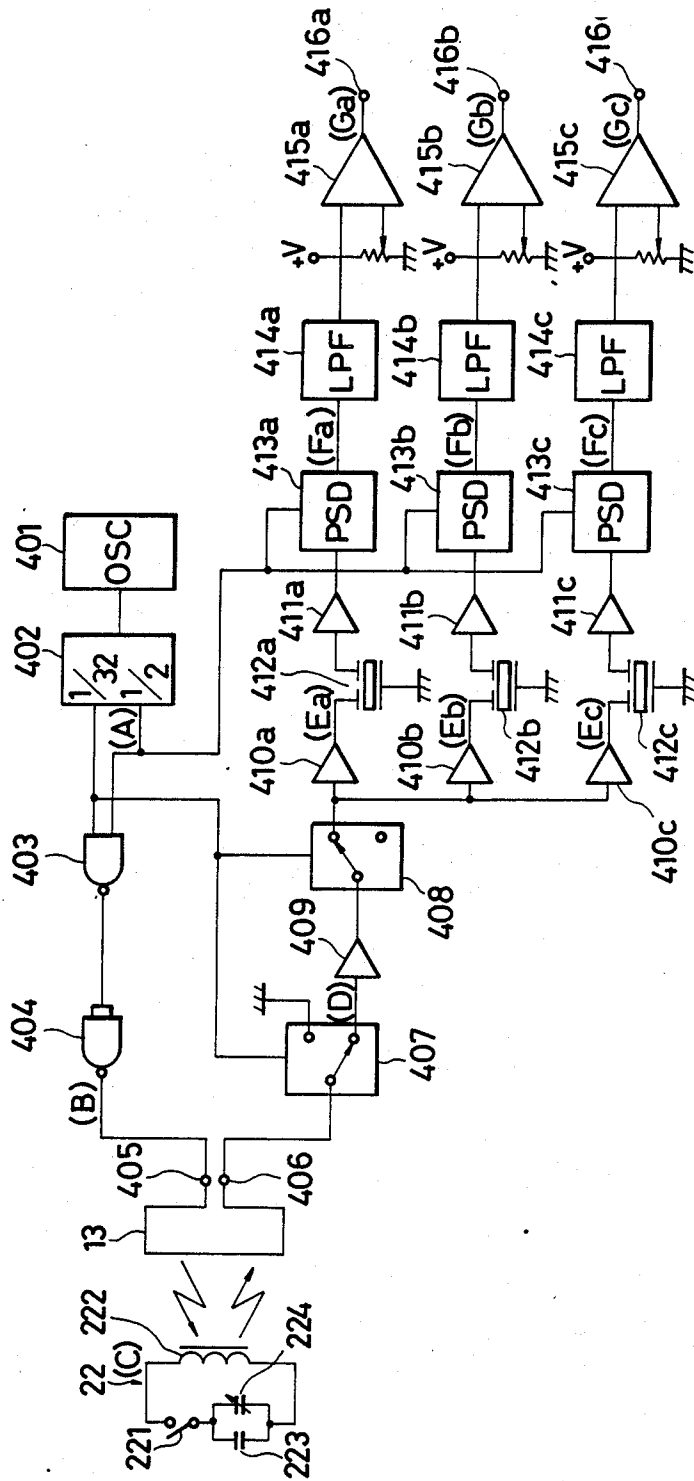 401
OSC
402
1/32
1/2
(A)
403
404
(B)
405
406
13
22
(C)
222
224
221
223
407
(D)
409
408
410a
(Ea)
412a
411a
413a
PSD
(Fa)
414a
LPF
+V
415a
(Ga)
416a
410b
(Eb)
412b
411b
413b
PSD
(Fb)
414b
LPF
+V
415b
(Gb)
416b
410c
(Ec)
412c
411c
413c
PSD
(Fc)
414c
LPF
+V
415c
(Gc)
416